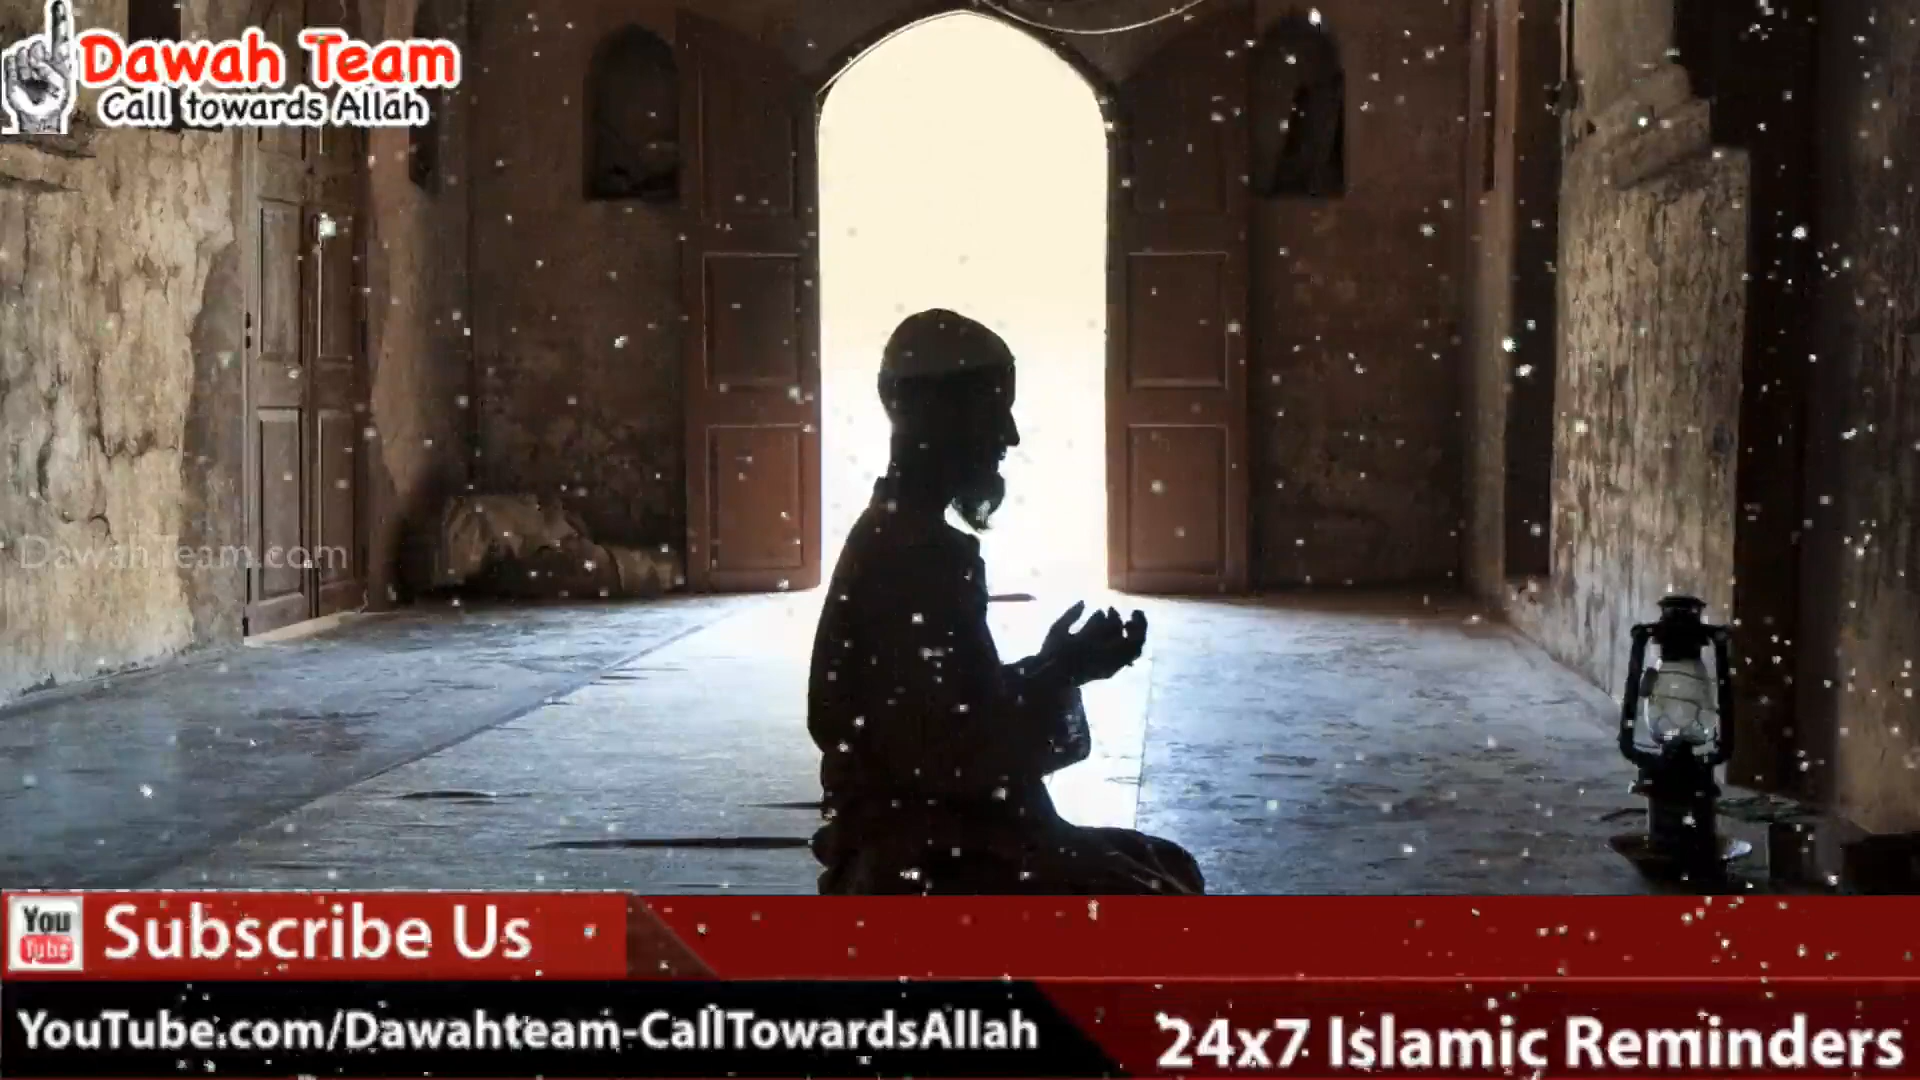 Dawah Team
Call towards Allah
DawahTeam.com
You
Tube
Subscribe Us
YouTube.com/Dawahteam-CallTowardsAllah
24x7 Islamic Reminders